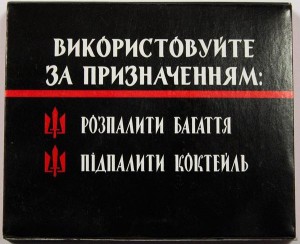 ВИКОРИСТОВУЙТЕ
ЗА ПРИЗНАЧЕННЯМ:
РОЗПАЛИТИ БАГАТТЯ
ПІДПАЛИТИ КОКТЕЙЛЬ